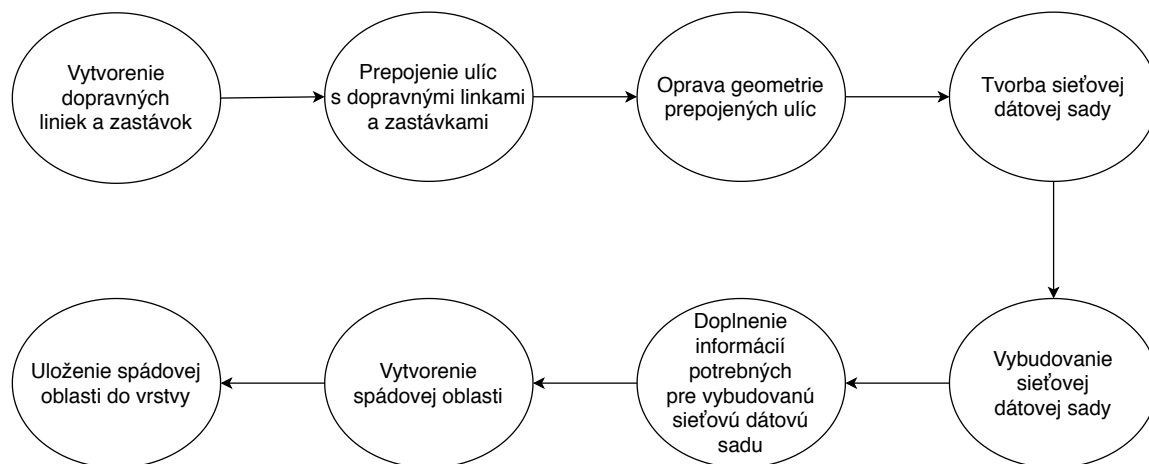 Vytvorenie
dopravných
liniek a zastávok
Prepojenie ulíc
s dopravnými linkami
a zastávkami
Oprava geometrie
prepojených ulíc
Tvorba sieťovej
dátovej sady
Vybudovanie
sieťovej
dátovej sady
Doplnenie
informácií
potrebných
pre vybudovanú
sieťovú dátovú
sadu
Vytvorenie
spádovej oblasti
Uloženie spádovej
oblasti do vrstvy